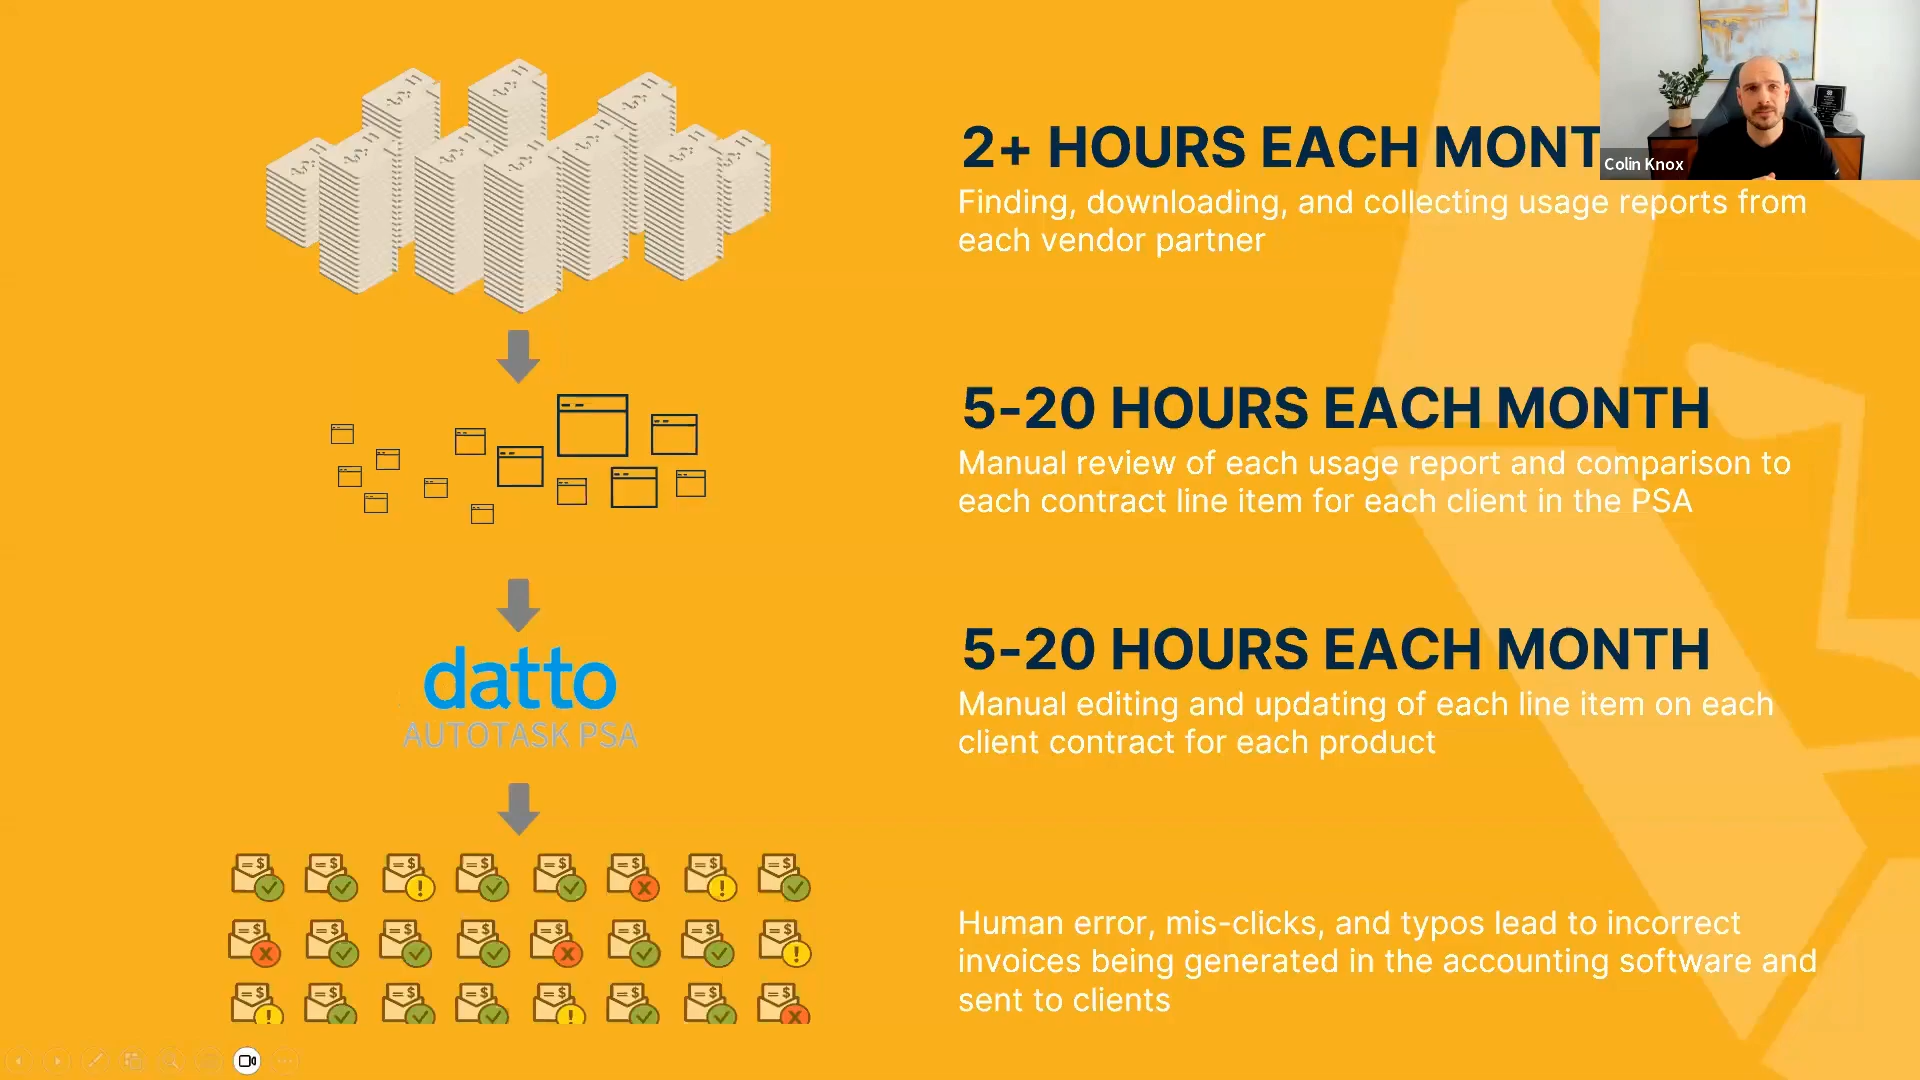 2+ HOURS EACH MONT
Colin Knox
Finding, downloading, and collecting usage reports from
each vendor partner
5-20 HOURS EACH MONTH
Manual review of each usage report and comparison to
each contract line item for each client in the PSA
datto
AUTOTASK PSA
5-20 HOURS EACH MONTH
Manual editing and updating of each line item on each
client contract for each product
Human error, mis-clicks, and typos lead to incorrect
invoices being generated in the accounting software and
sent to clients